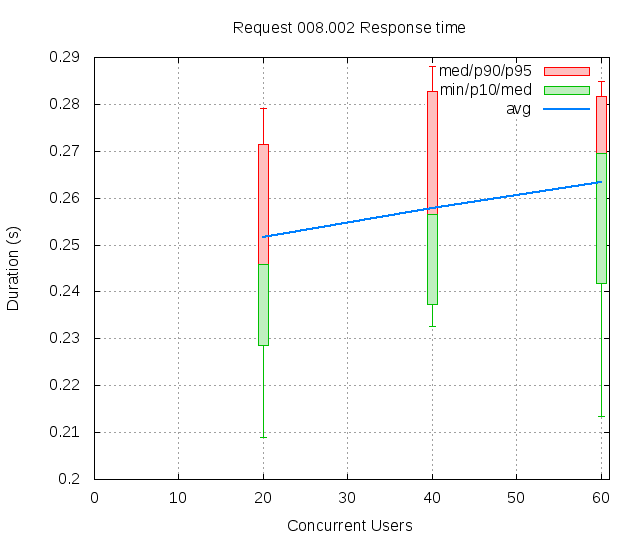 Request 008.002 Response time
0.29
0.28
0.27
0.26
0.25
0.24
0.23
0.22
0.21
0.2
Duration (s)
med/p90/p95
min/p10/med
avg
0 10 20 30 40 50 60
Concurrent Users